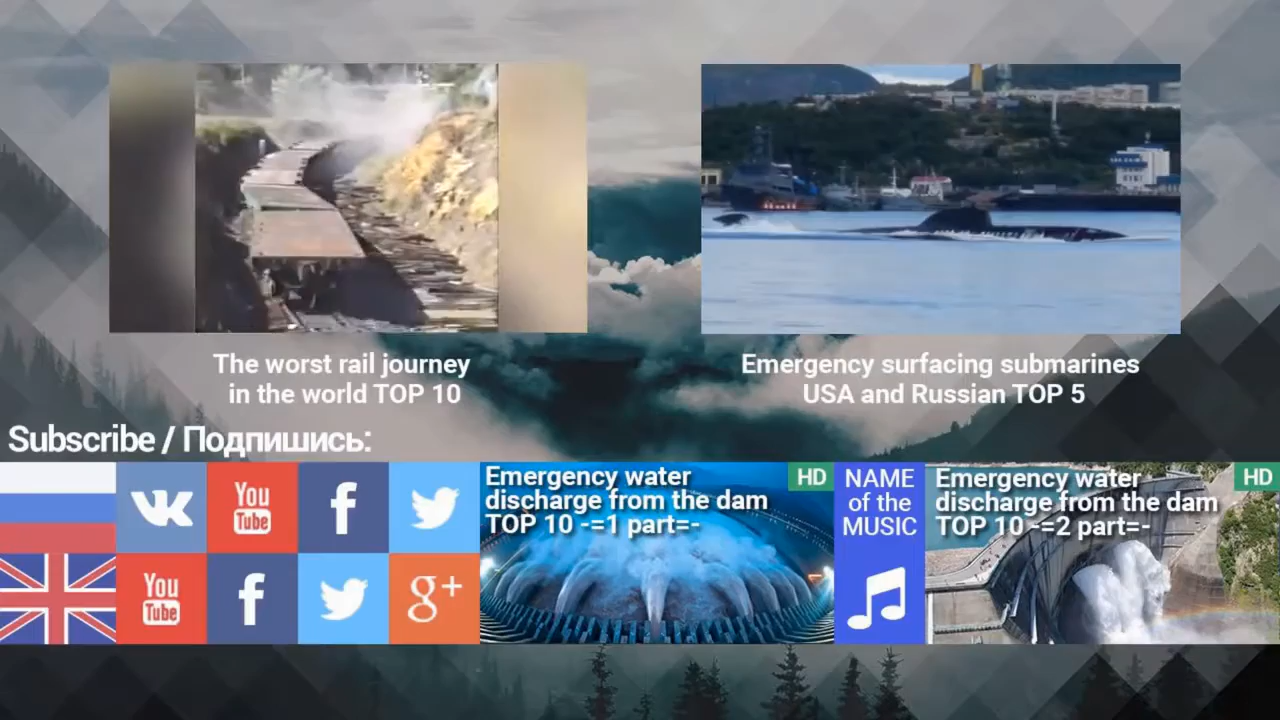 The worst rail journey
in the world TOP 10
Emergency surfacing submarines
USA and Russian TOP 5
Subscribe / Подпишись:
You
Tube
You
Tube
g+
Emergency water
discharge from the dam
TOP 10 -=1 part=-
HD
NAME
of the
MUSIC
Emergency water
discharge from the dam
TOP 10 -=2 part=-
HD